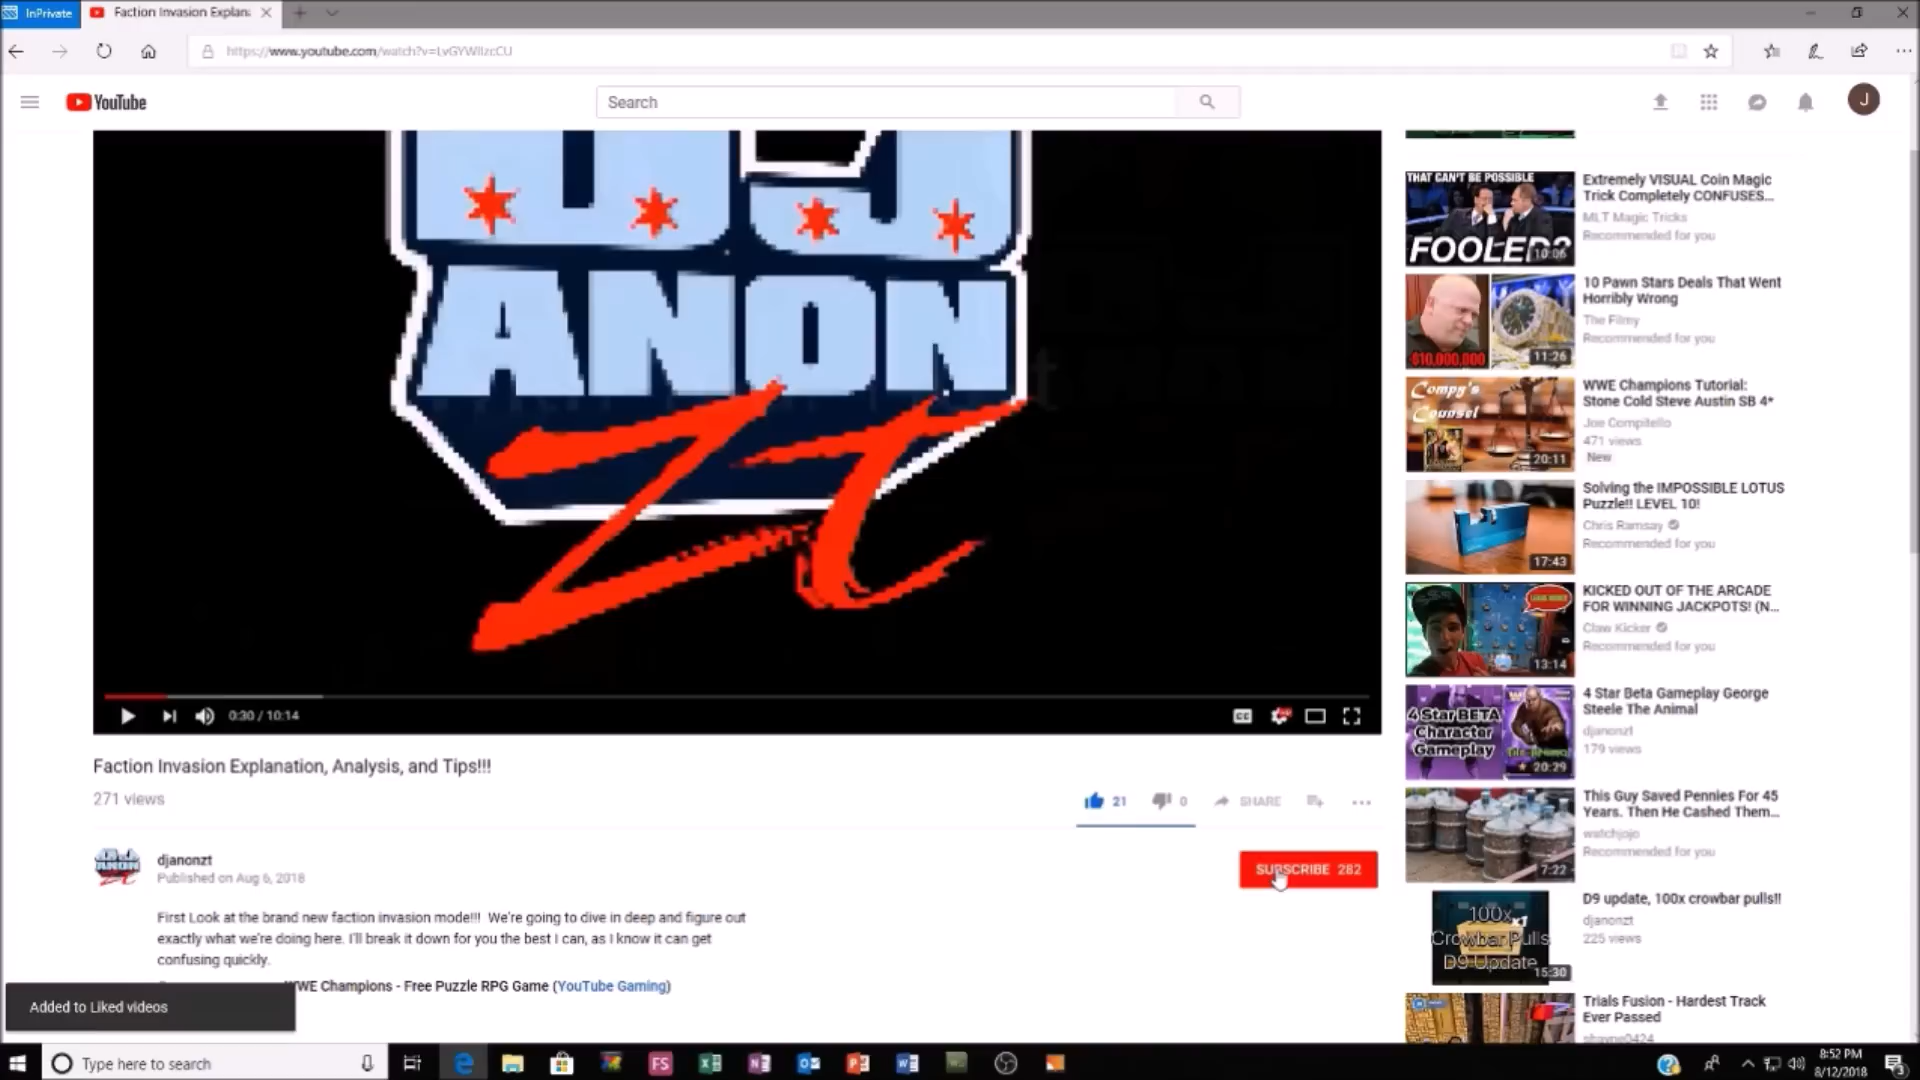 InPrivate
Faction Invasion Explan
https://www.youtube.com/watch?v=LvGYWIIzcCU
YouTube
Search
J
ANON
Zt
0:30 / 10:14
CC
Faction Invasion Explanation, Analysis, and Tips!!!
271 views
21
0
SHARE
djanonzt
Published on Aug 6, 2018
SUBSCRIBE 282
First Look at the brand new faction invasion mode!!! We're going to dive in deep and figure out
exactly what we're doing here. I'll break it down for you the best I can, as I know it can get
confusing quickly.
WWE Champions - Free Puzzle RPG Game (YouTube Gaming)
Added to Liked videos
THAT CAN'T BE POSSIBLE
FOOLED?
10:06
Extremely VISUAL Coin Magic
Trick Completely CONFUSES...
MLT Magic Tricks
Recommended for you
$10,000,000
11:26
10 Pawn Stars Deals That Went
Horribly Wrong
The Filmy
Recommended for you
Compy's
Counsel
20:11
WWE Champions Tutorial:
Stone Cold Steve Austin SB 4*
Joe Compitello
471 views
New
17:43
Solving the IMPOSSIBLE LOTUS
Puzzle!! LEVEL 10!
Chris Ramsay
Recommended for you
13:14
KICKED OUT OF THE ARCADE
FOR WINNING JACKPOTS! (N...
Claw Kicker
Recommended for you
4 Star BETA
Character
Gameplay
20:29
4 Star Beta Gameplay George
Steele The Animal
djanonzt
179 views
7:22
This Guy Saved Pennies For 45
Years. Then He Cashed Them...
watchjojo
Recommended for you
100x
Crowbar Pulls
D9 Update
15:30
D9 update, 100x crowbar pulls!!
djanonzt
225 views
Trials Fusion - Hardest Track
Ever Passed
Type here to search
8:52 PM
8/12/2018